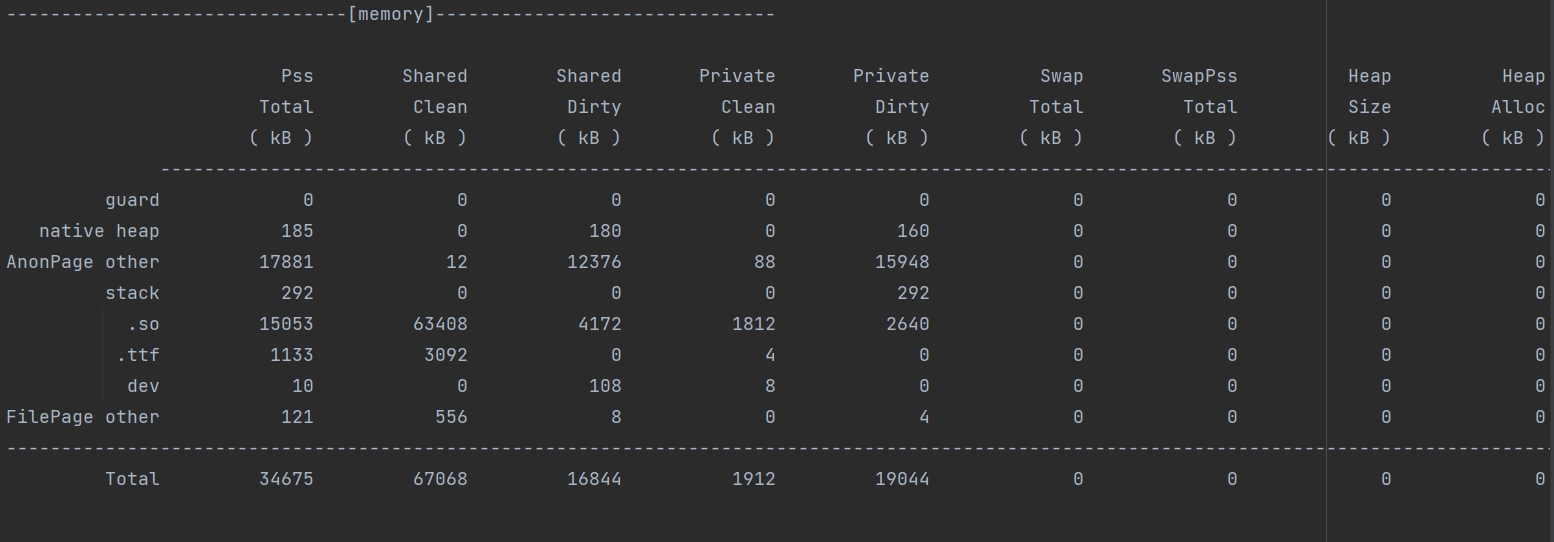 -------------------------------[memory]-------------------------------
Pss Shared Shared Private Private Swap SwapPss Heap Heap
Total Clean Dirty Clean Dirty Total Total Size Alloc
( kB ) ( kB ) ( kB ) ( kB ) ( kB ) ( kB ) ( kB ) ( kB ) ( kB )
--------------------------------------------------------------------------------------------------------------------------------
guard 0 0 0 0 0 0 0 0 0
native heap 185 0 180 0 160 0 0 0 0
AnonPage other 17881 12 12376 88 15948 0 0 0 0
stack 292 0 0 0 292 0 0 0 0
.so 15053 63408 4172 1812 2640 0 0 0 0
.ttf 1133 3092 0 4 0 0 0 0 0
dev 10 0 108 8 0 0 0 0 0
FilePage other 121 556 8 0 4 0 0 0 0
----------------------------------------------------------------------------------------------------------------------------------------------
Total 34675 67068 16844 1912 19044 0 0 0 0